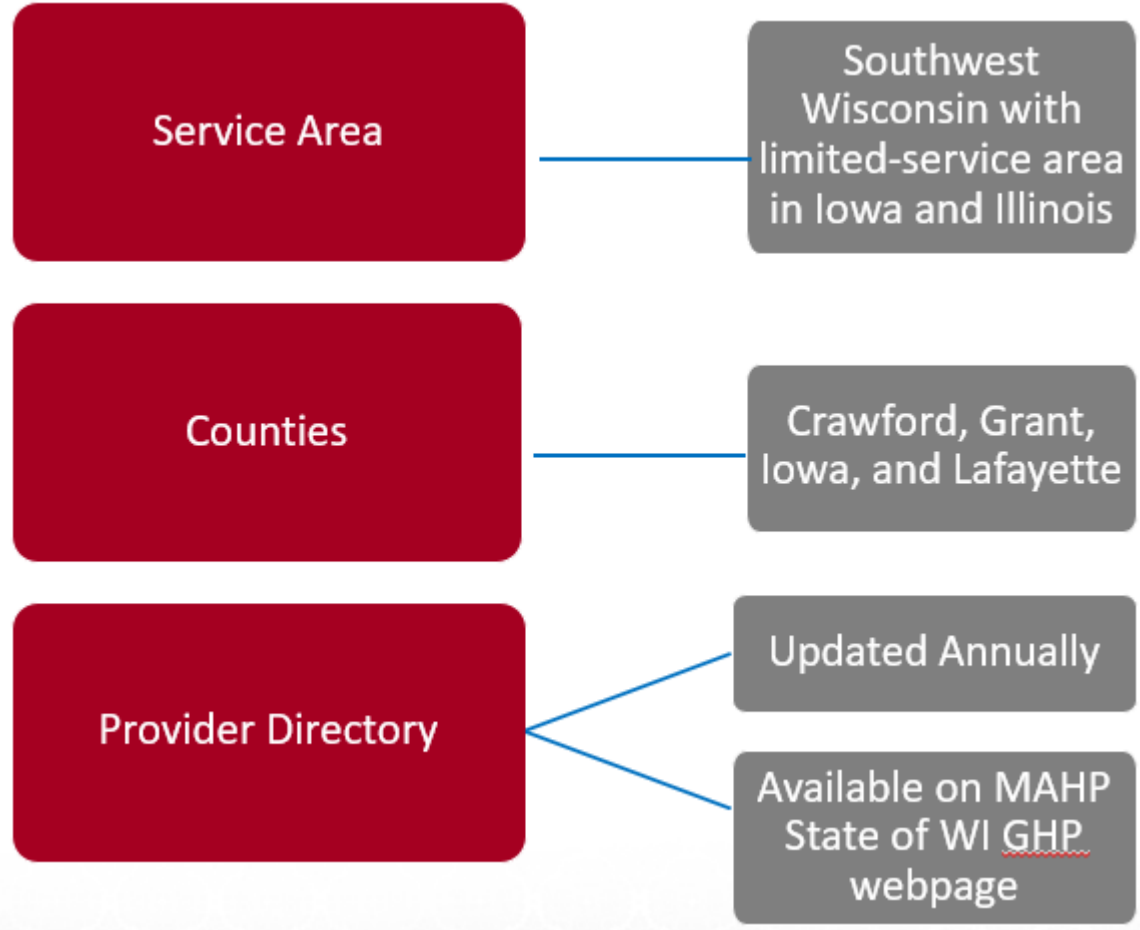 Service Area
Southwest
Wisconsin with
limited-service area
in Iowa and Illinois
Counties
Crawford, Grant,
Iowa, and Lafayette
Provider Directory
Updated Annually
Available on MAHP
State of WI GHP
webpage